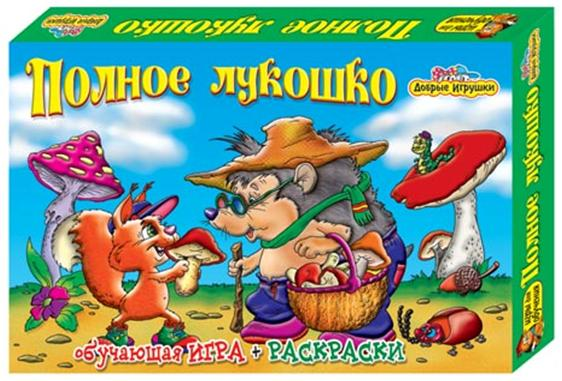 Полное лукошко
Полное лукошко
Добрые Игрушки
обучающая ИГРА + РАСКРАСКИ
Полное лукошко